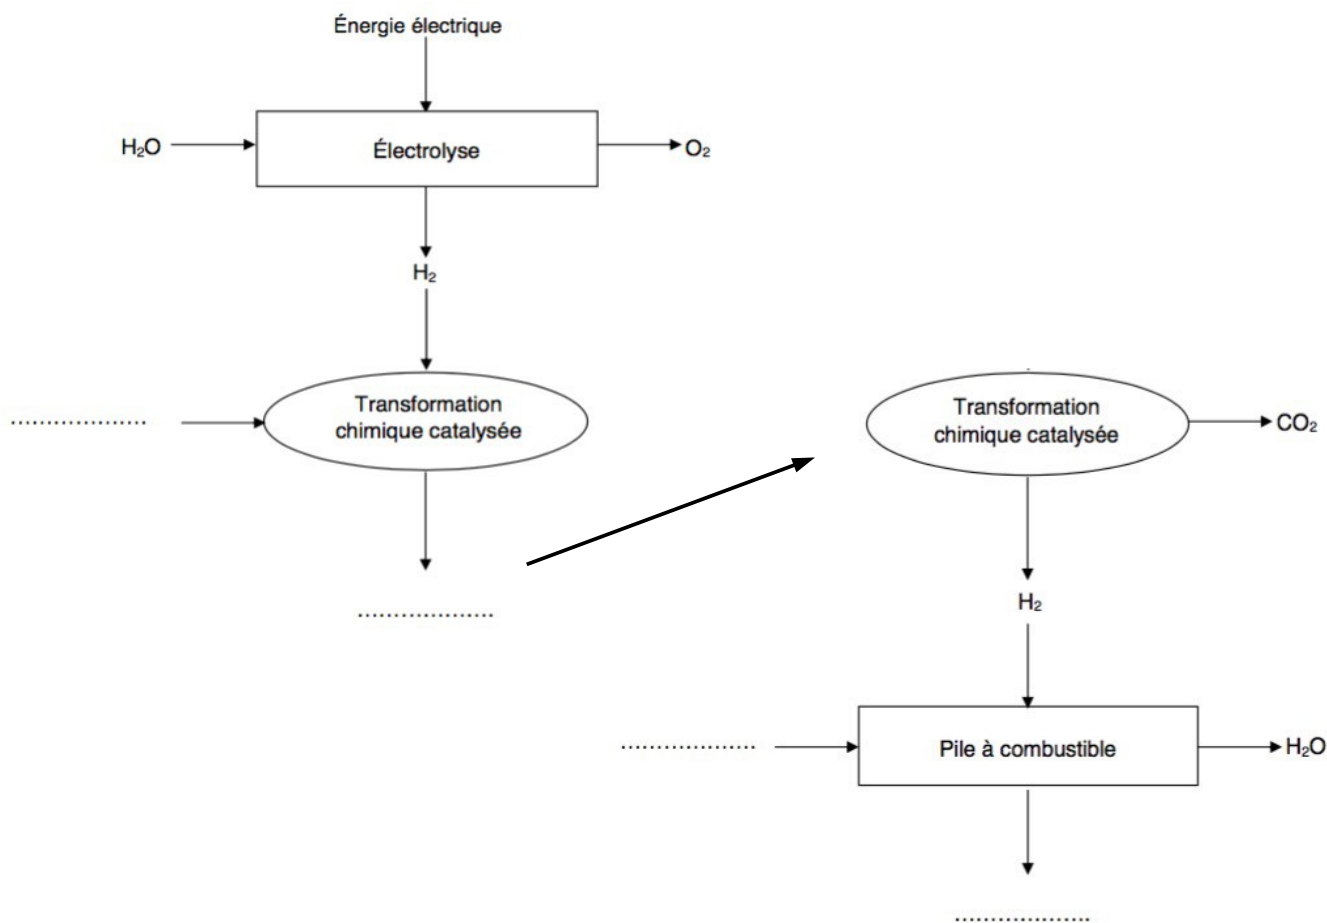 Énergie électrique
H₂O
Électrolyse
O₂
H₂
...................
Transformation
chimique catalysée
...................
Transformation
chimique catalysée
CO₂
H₂
...................
Pile à combustible
H₂O
...................